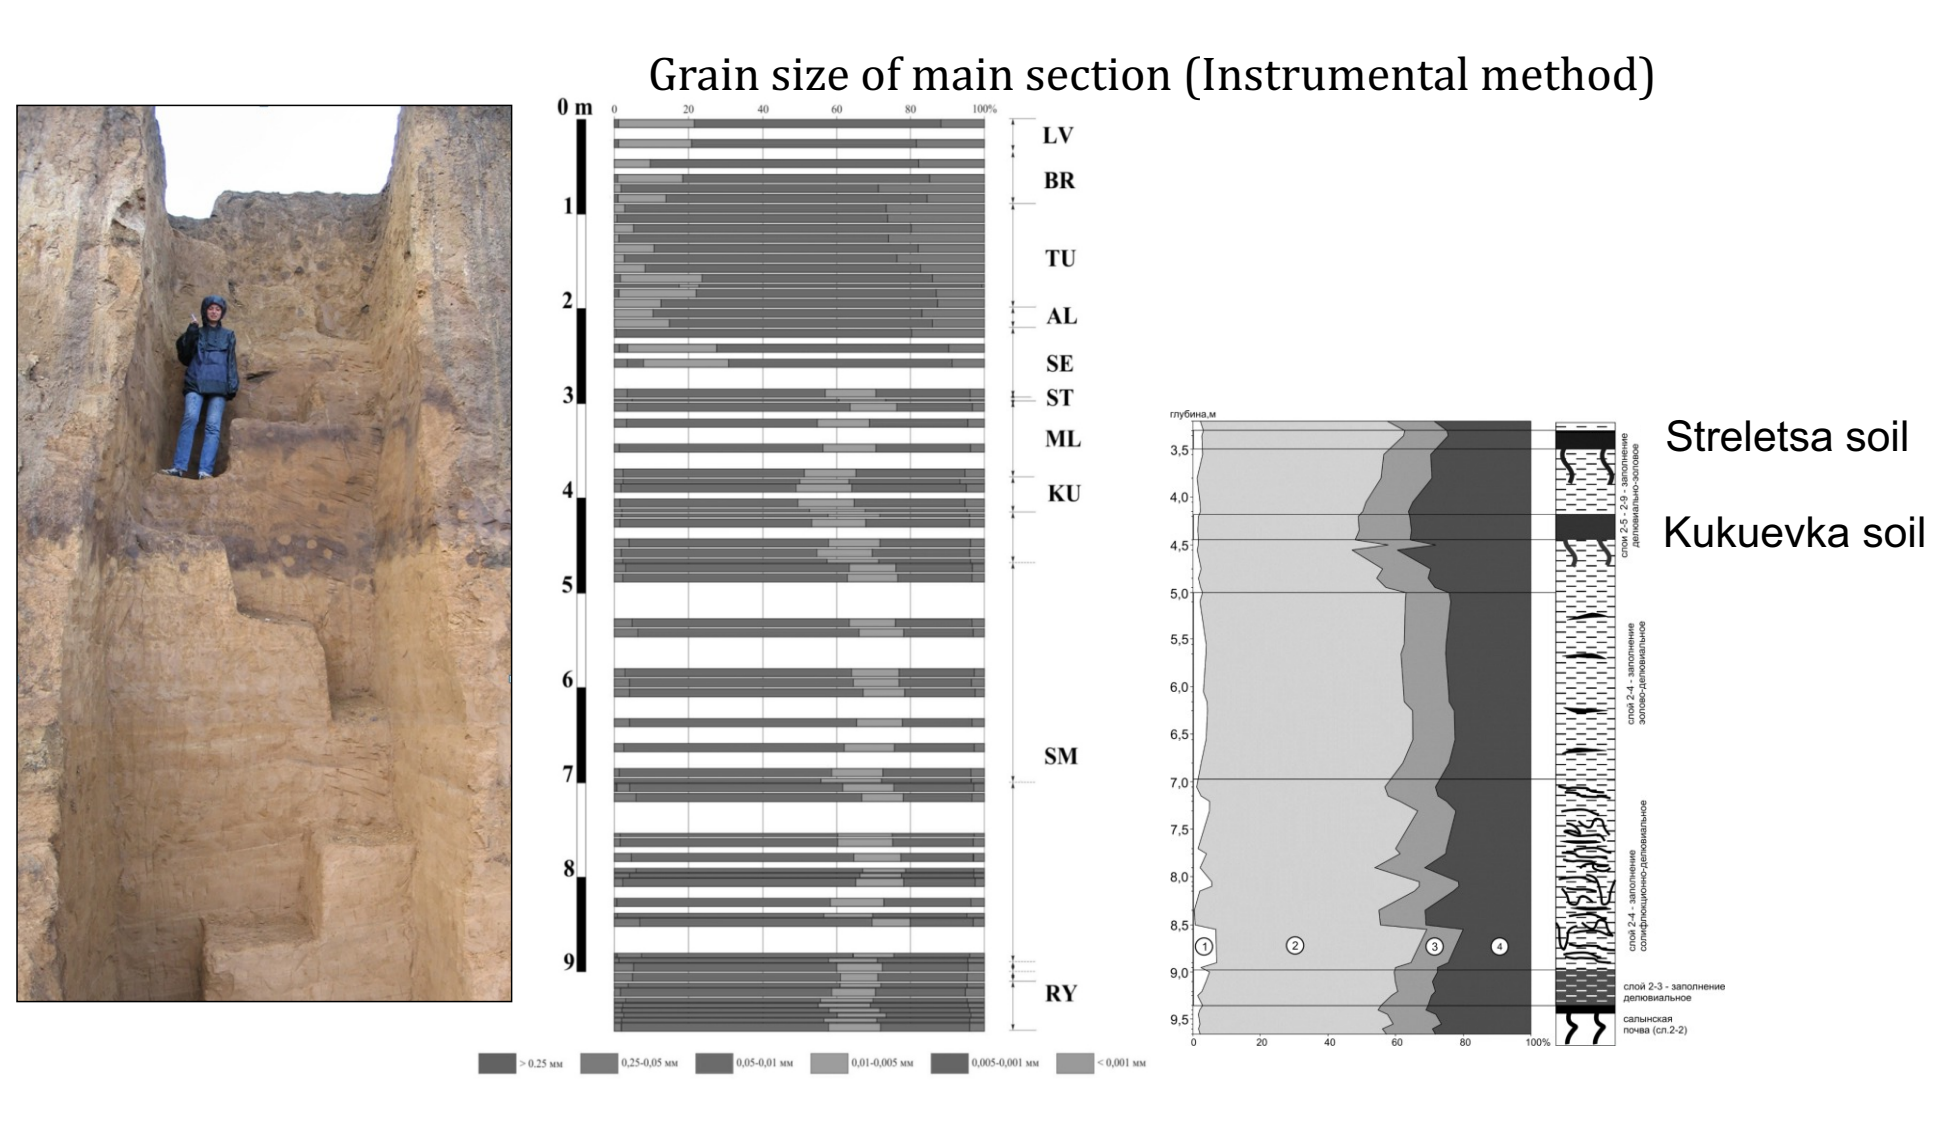 Grain size of main section (Instrumental method)
0 m
0 20 40 60 80 100%
1
2
3
4
5
6
7
8
9
LV
BR
TU
AL
SE
ST
ML
KU
SM
RY
> 0.25 мм
0,25-0,05 мм
0,05-0,01 мм
0,01-0,005 мм
0,005-0,001 мм
< 0,001 мм
глубина,м
3,5
4,0
4,5
5,0
5,5
6,0
6,5
7,0
7,5
8,0
8,5
9,0
9,5
0 20 40 60 80 100%
1 2 3 4
слои 2-5 - 2-9 - заполнение
делювиально-эоловое
слой 2-4 - заполнение
эолово-делювиальное
слой 2-4 - заполнение
солифлюкционно-делювиальное
слой 2-3 - заполнение
делювиальное
салынская
почва (сл.2-2)
Streletsa soil
Kukuevka soil